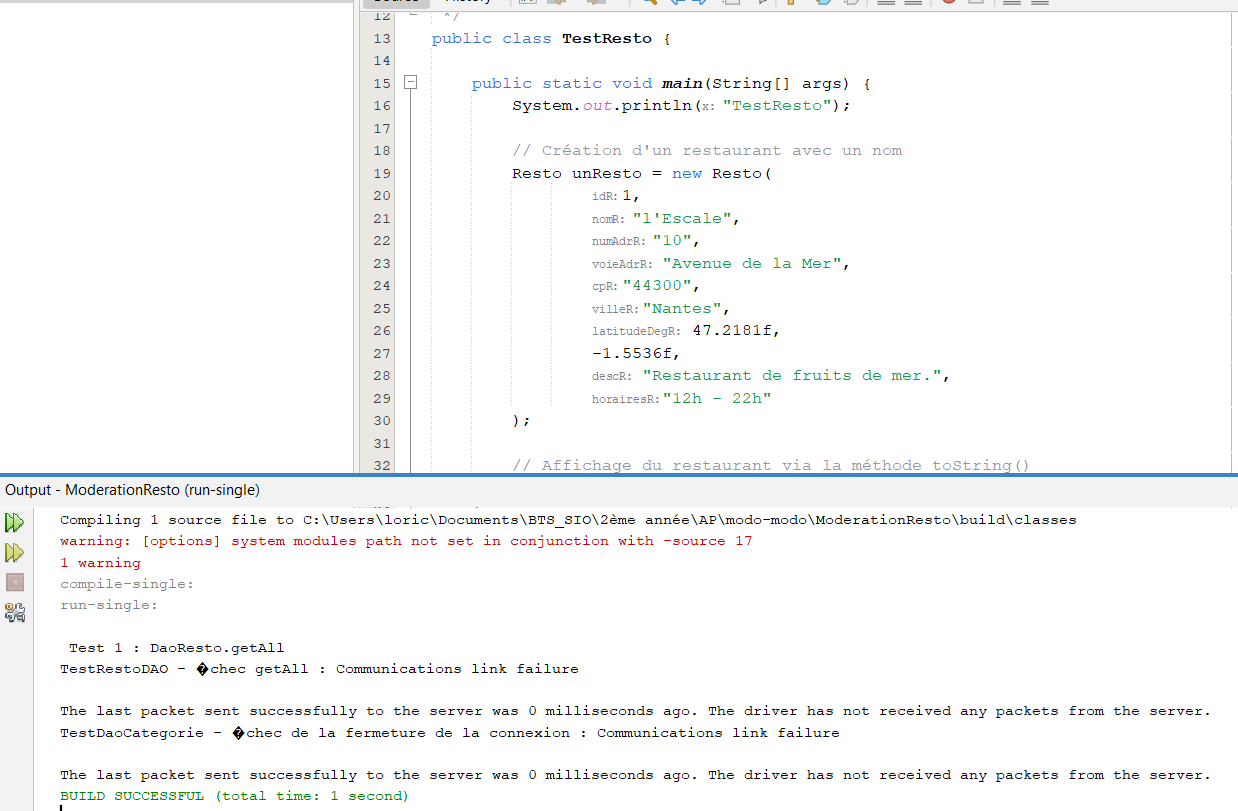 Source History
12 */
13 public class TestResto {
14
15 public static void main(String[] args) {
16 System.out.println(x: "TestResto");
17
18 // Création d'un restaurant avec un nom
19 Resto unResto = new Resto(
20 idR: 1,
21 nomR: "l'Escale",
22 numAdrR: "10",
23 voieAdrR: "Avenue de la Mer",
24 cpR: "44300",
25 villeR: "Nantes",
26 latitudeDegR: 47.2181f,
27 -1.5536f,
28 descR: "Restaurant de fruits de mer.",
29 horairesR: "12h - 22h"
30 );
31
32 // Affichage du restaurant via la méthode toString()
Output - ModerationResto (run-single)
Compiling 1 source file to C:\Users\loric\Documents\BTS_SIO\2ème année\AP\modo-modo\ModerationResto\build\classes
warning: [options] system modules path not set in conjunction with -source 17
1 warning
compile-single:
run-single:
Test 1 : DaoResto.getAll
TestRestoDAO - �chec getAll : Communications link failure
The last packet sent successfully to the server was 0 milliseconds ago. The driver has not received any packets from the server.
TestDaoCategorie - �chec de la fermeture de la connexion : Communications link failure
The last packet sent successfully to the server was 0 milliseconds ago. The driver has not received any packets from the server.
BUILD SUCCESSFUL (total time: 1 second)